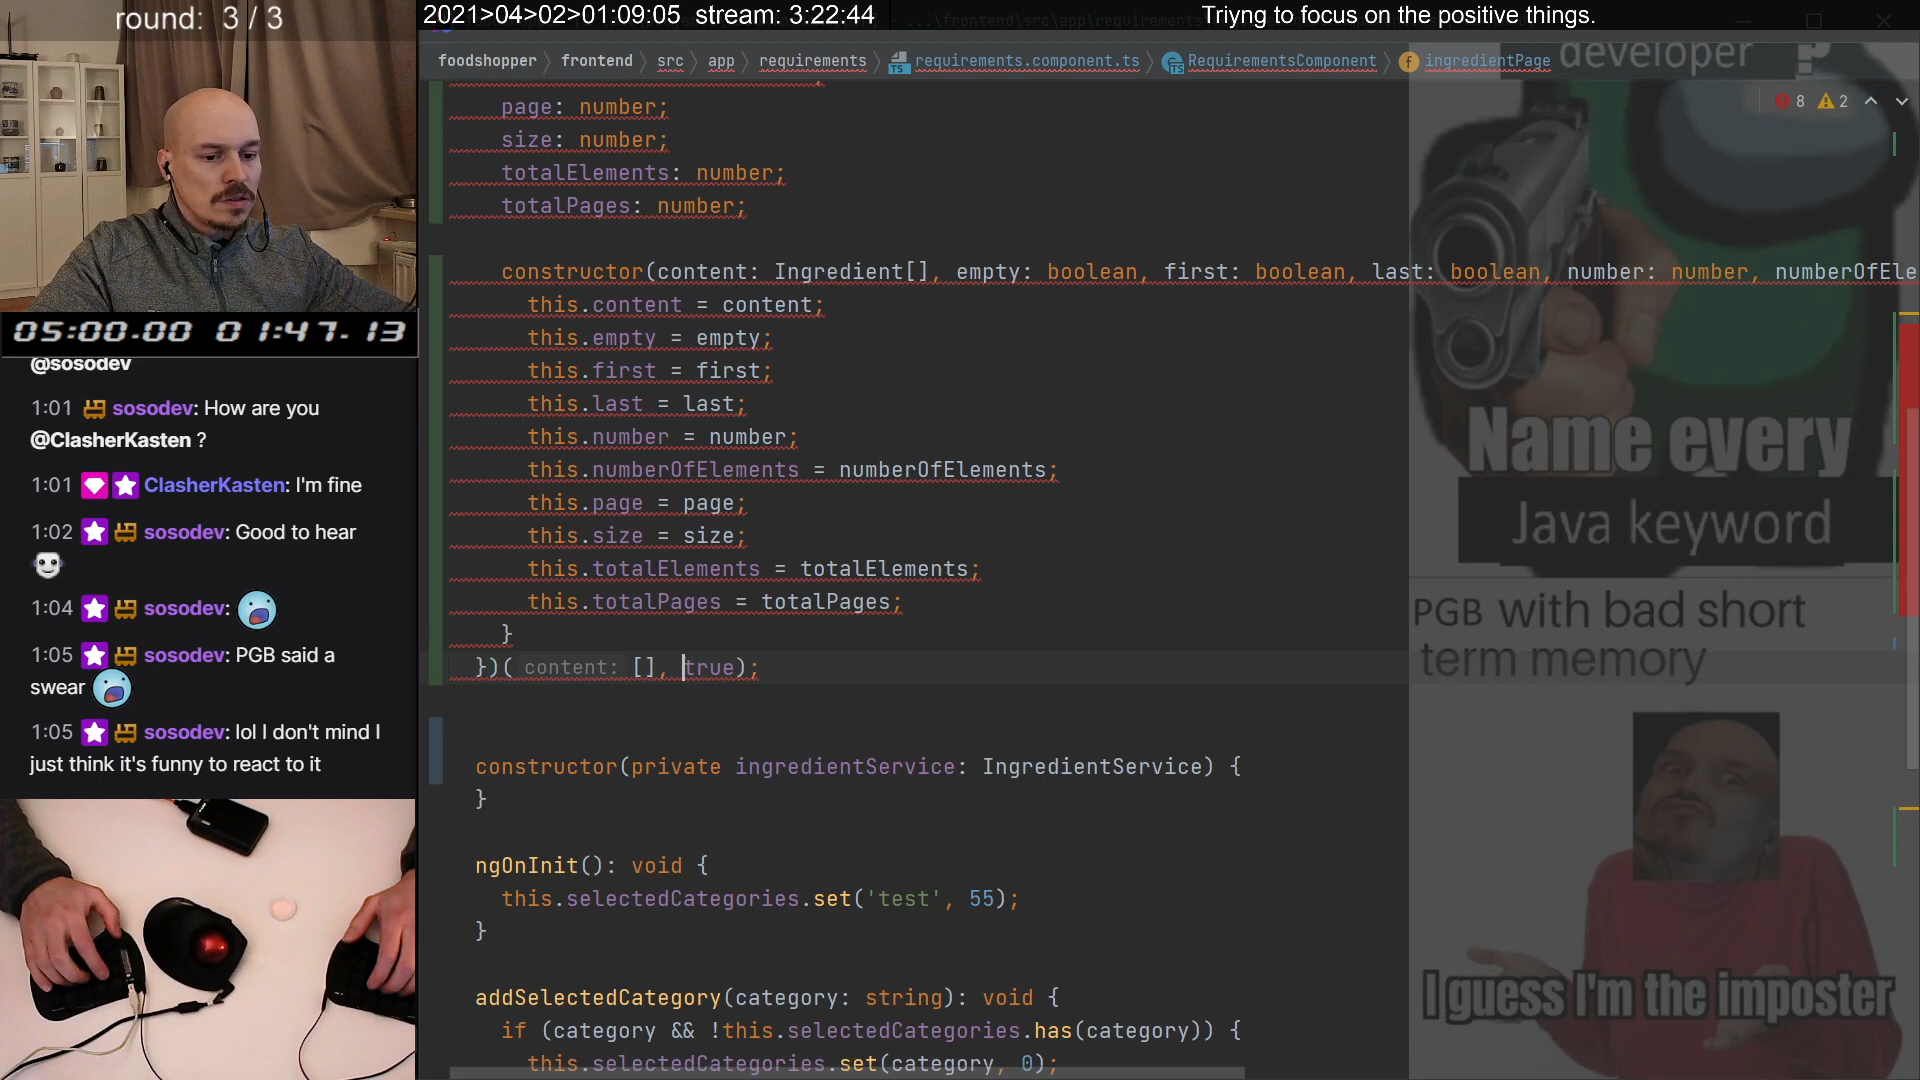 round: 3 / 3
2021>04>02>01:09:05 stream: 3:22:44
Triyng to focus on the positive things.
foodshopper
frontend
src
app
requirements
requirements.component.ts
RequirementsComponent
ingredientPage
8
2
page: number;
size: number;
totalElements: number;
totalPages: number;
constructor(content: Ingredient[], empty: boolean, first: boolean, last: boolean, number: number, numberOfEle
this.content = content;
this.empty = empty;
this.first = first;
this.last = last;
this.number = number;
this.numberOfElements = numberOfElements;
this.page = page;
this.size = size;
this.totalElements = totalElements;
this.totalPages = totalPages;
}
})( content: [], true);
constructor(private ingredientService: IngredientService) {
}
ngOnInit(): void {
this.selectedCategories.set('test', 55);
}
addSelectedCategory(category: string): void {
if (category && !this.selectedCategories.has(category)) {
this.selectedCategories.set(category, 0);
05:00.00 01:47.13
@sosodev
1:01 sosodev: How are you
@ClasherKasten ?
1:01 ClasherKasten: I'm fine
1:02 sosodev: Good to hear
1:04 sosodev:
1:05 sosodev: PGB said a
swear
1:05 sosodev: lol I don't mind I
just think it's funny to react to it
developer ?
Name every
Java keyword
PGB with bad short
term memory
I guess I'm the imposter